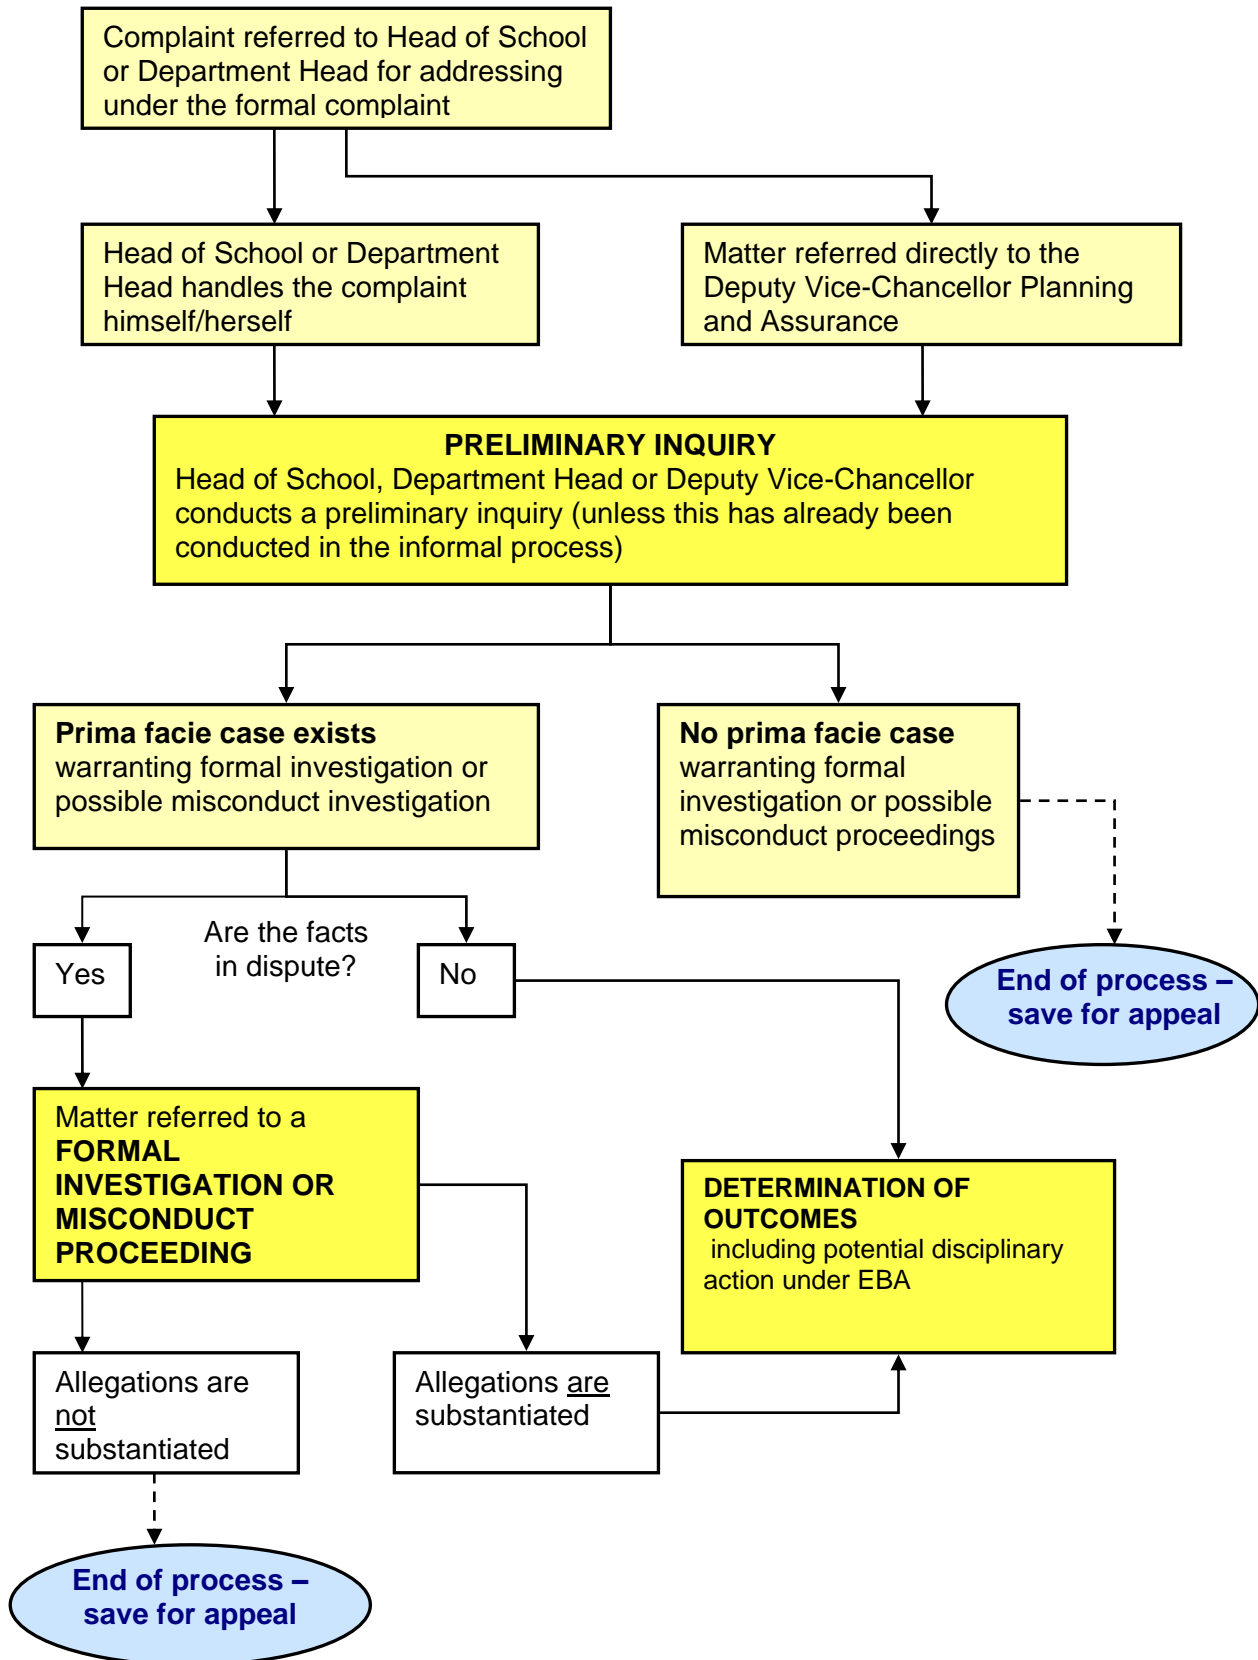 Complaint referred to Head of School
or Department Head for addressing
under the formal complaint
Head of School or Department
Head handles the complaint
himself/herself
Matter referred directly to the
Deputy Vice-Chancellor Planning
and Assurance
PRELIMINARY INQUIRY
Head of School, Department Head or Deputy Vice-Chancellor
conducts a preliminary inquiry (unless this has already been
conducted in the informal process)
Prima facie case exists
warranting formal investigation or
possible misconduct investigation
No prima facie case
warranting formal
investigation or possible
misconduct proceedings
Are the facts
in dispute?
Yes
No
End of process –
save for appeal
Matter referred to a
FORMAL
INVESTIGATION OR
MISCONDUCT
PROCEEDING
DETERMINATION OF
OUTCOMES
including potential disciplinary
action under EBA
Allegations are
not
substantiated
Allegations are
substantiated
End of process –
save for appeal